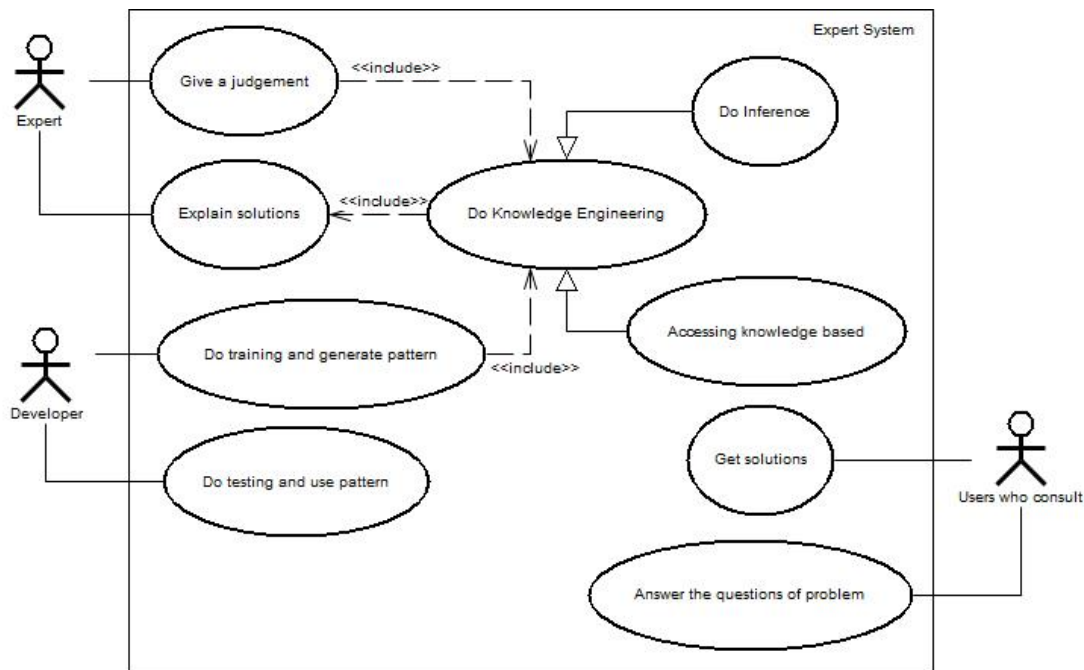 Expert System
Give a judgement
<<include>>
Do Inference
Expert
Explain solutions
<<include>>
Do Knowledge Engineering
Do training and generate pattern
<<include>>
Accessing knowledge based
Developer
Do testing and use pattern
Get solutions
Users who consult
Answer the questions of problem